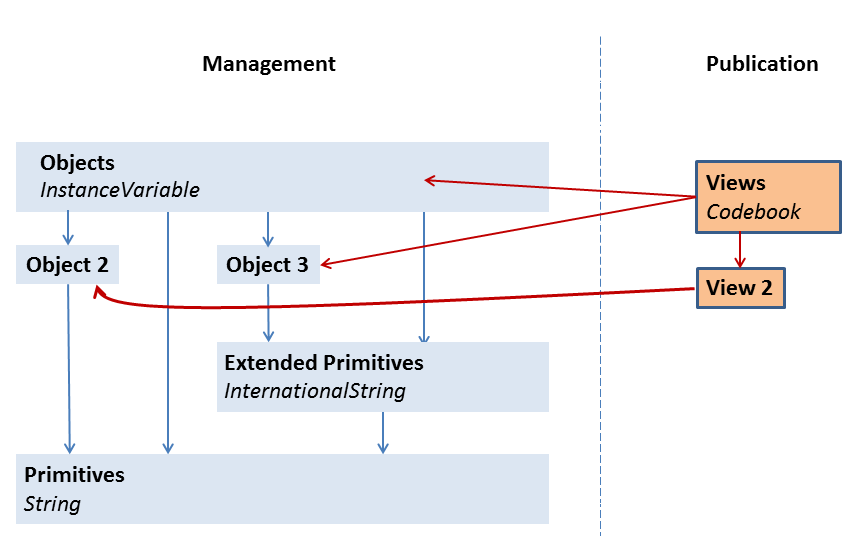 Management
Publication
Objects
InstanceVariable
Views
Codebook
Object 2
Object 3
View 2
Extended Primitives
InternationalString
Primitives
String